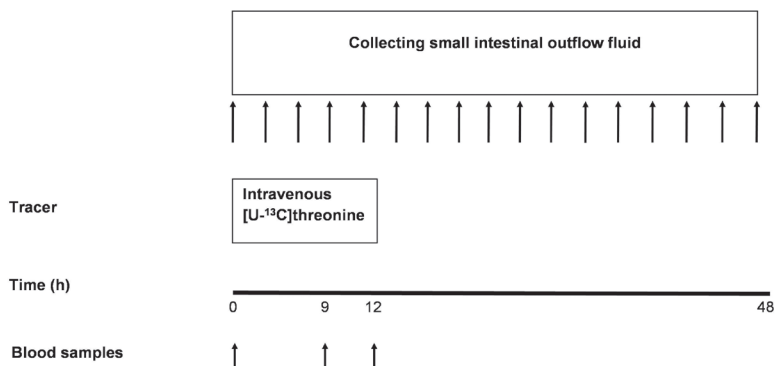 Collecting small intestinal outflow fluid
Tracer
Intravenous
[U-¹³C]threonine
Time (h)
0 9 12 48
Blood samples